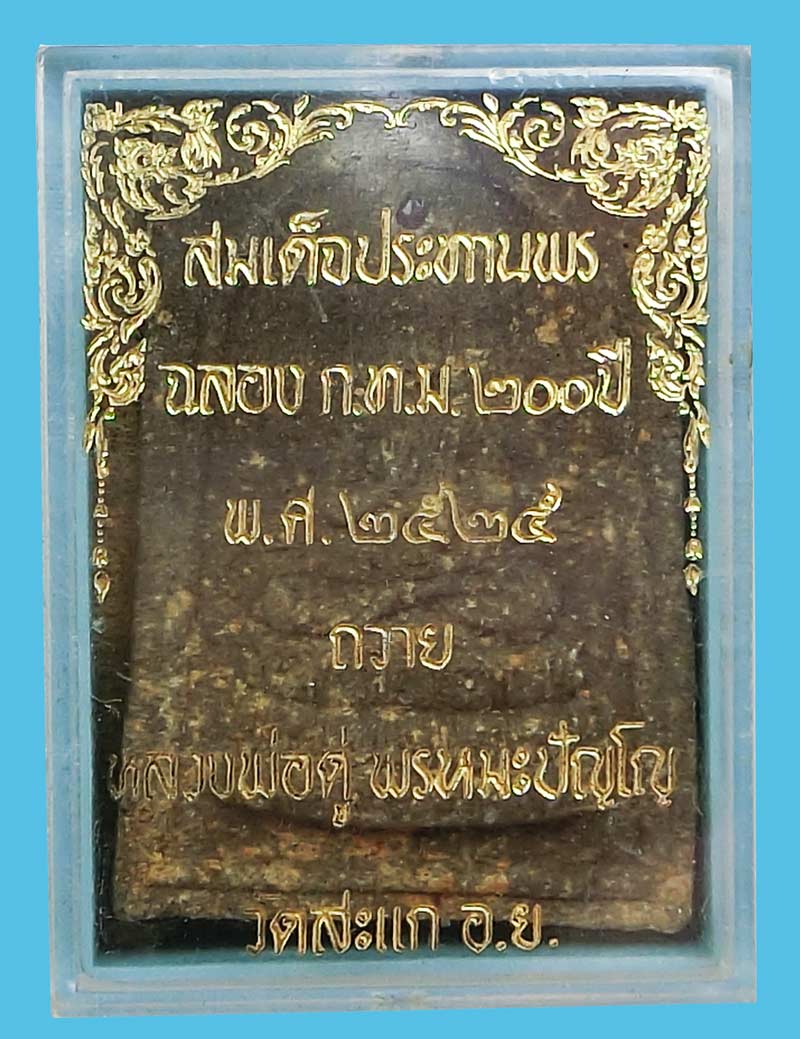 สมเด็จประทานพร
ฉลอง ก.ท.ม. ๒๐๐ปี
พ.ศ. ๒๕๒๕
ถวาย
หลวงพ่อดู่ พรหมะปัญโญ
วัดสะแก อ.ย.